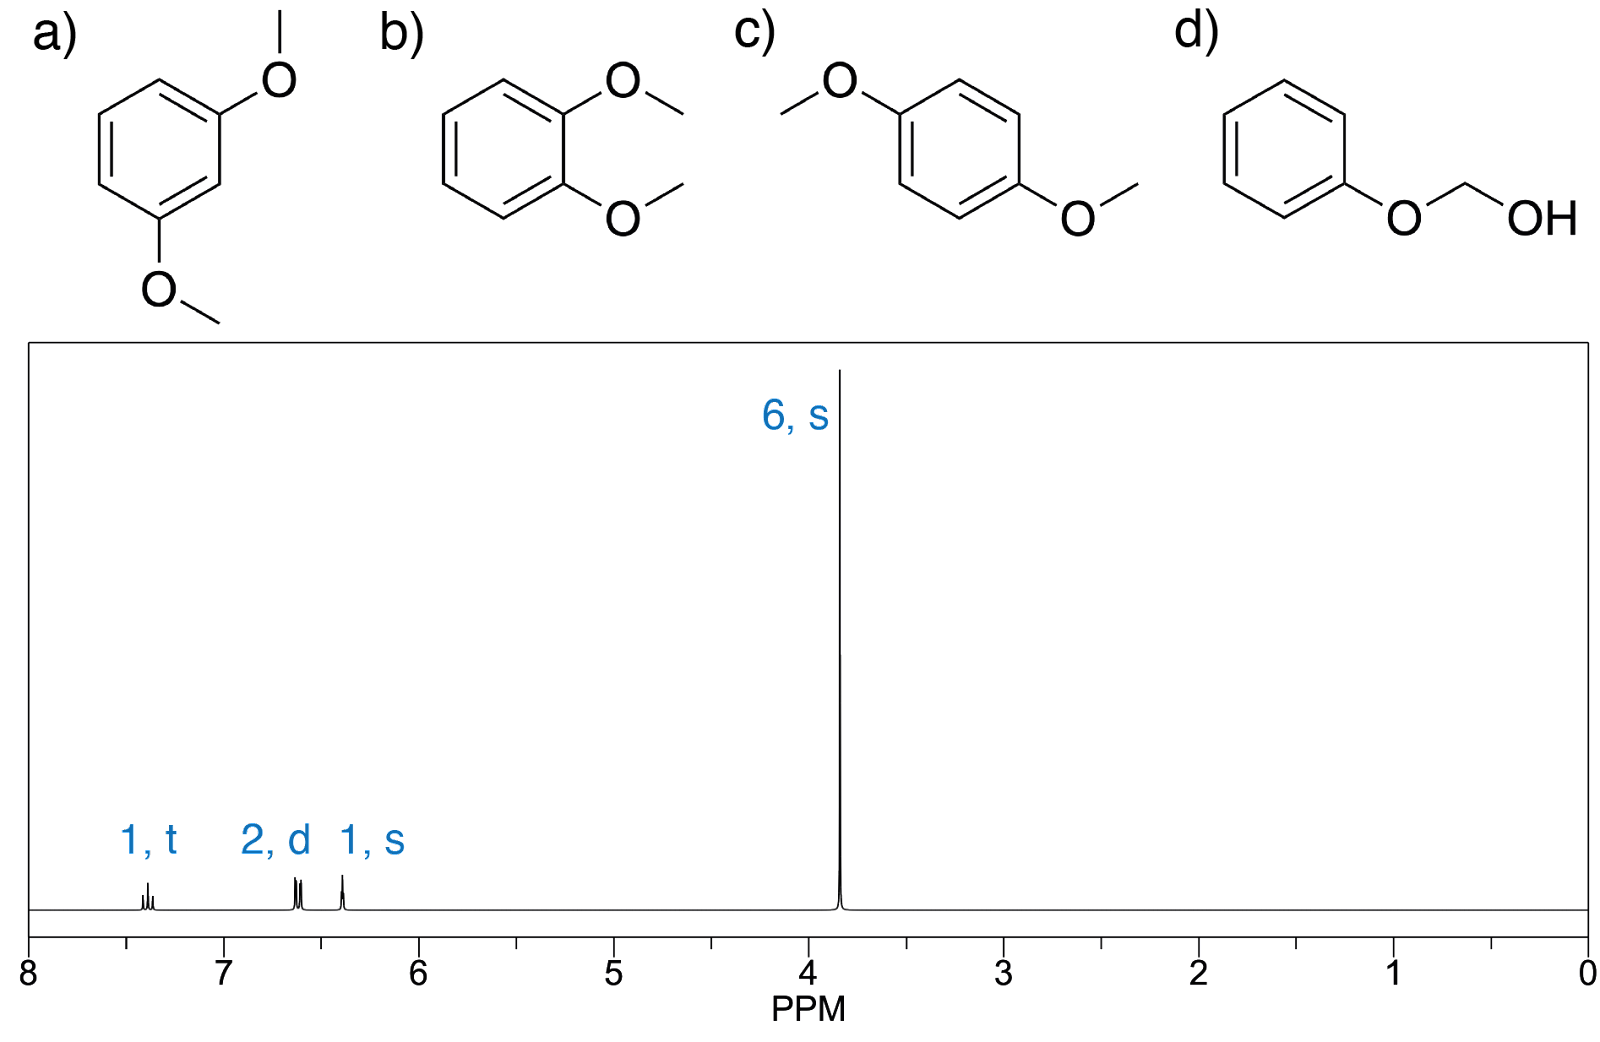 a) b) c) d)
O O O
O O O OH
O
6, s
1, t 2, d 1, s
8 7 6 5 4 3 2 1 0
PPM